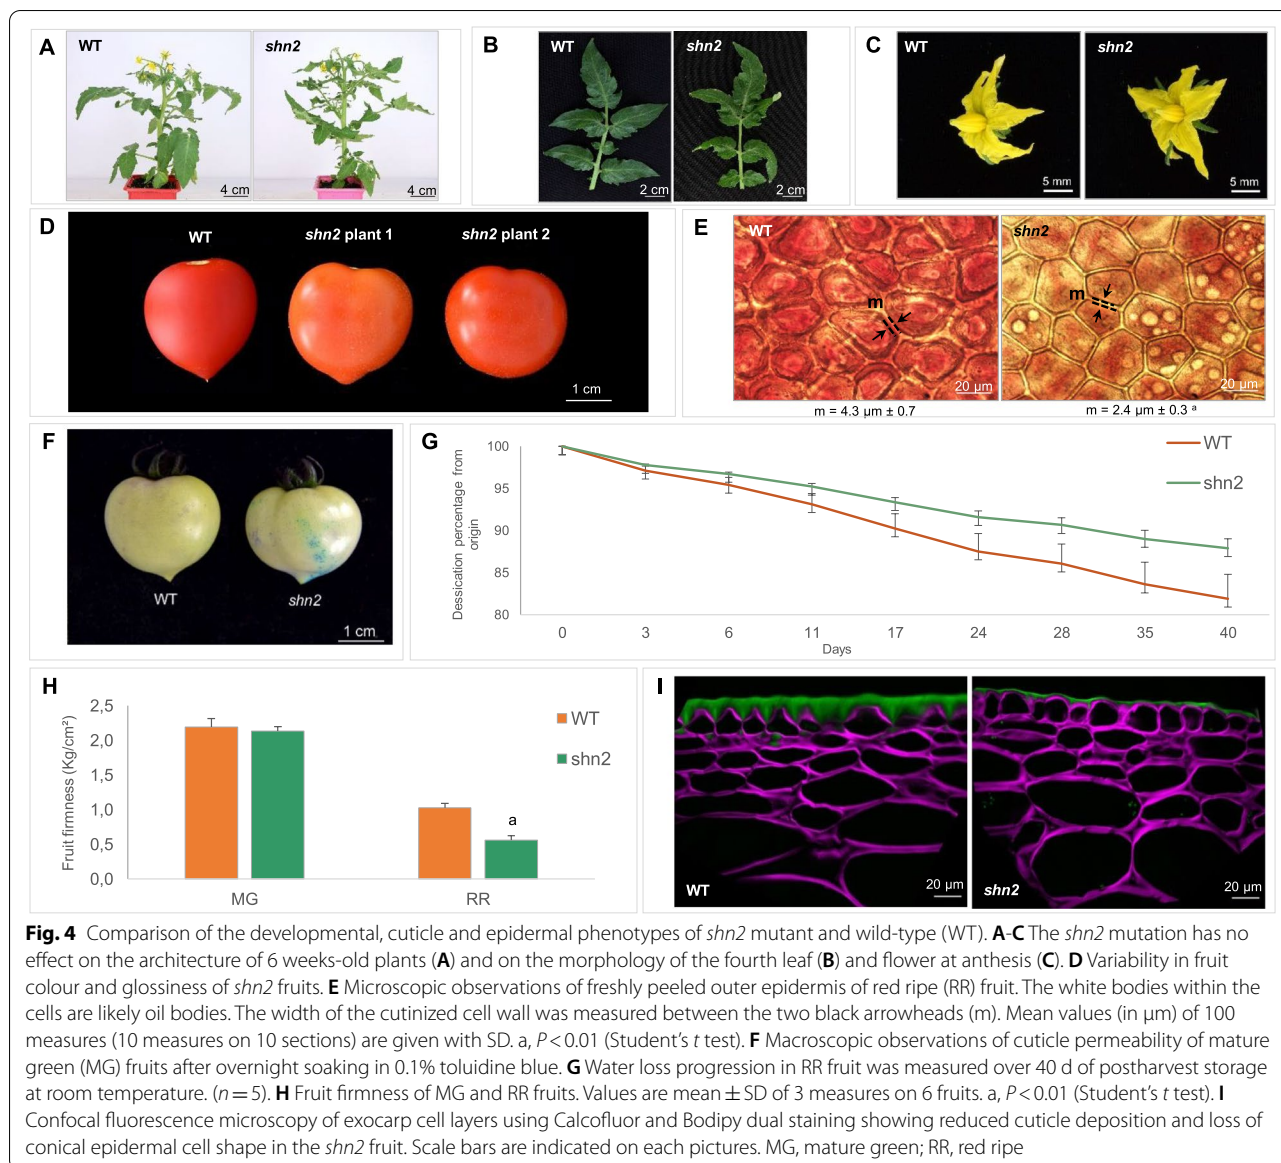 A
WT
shn2
4 cm
4 cm
B
WT
shn2
2 cm
2 cm
C
WT
shn2
5 mm
5 mm
D
WT
shn2 plant 1
shn2 plant 2
1 cm
E
WT
m
20 µm
m = 4.3 µm ± 0.7
shn2
m
20 µm
m = 2.4 µm ± 0.3 a
F
WT
shn2
1 cm
G
Dessication percentage from
origin
100
95
90
85
80
0 3 6 11 17 24 28 35 40
Days
WT
shn2
H
Fruit firmness (Kg/cm²)
2,5
2,0
1,5
1,0
0,5
0,0
a
MG RR
WT
shn2
I
WT
20 µm
shn2
20 µm
Fig. 4 Comparison of the developmental, cuticle and epidermal phenotypes of shn2 mutant and wild-type (WT). A-C The shn2 mutation has no
effect on the architecture of 6 weeks-old plants (A) and on the morphology of the fourth leaf (B) and flower at anthesis (C). D Variability in fruit
colour and glossiness of shn2 fruits. E Microscopic observations of freshly peeled outer epidermis of red ripe (RR) fruit. The white bodies within the
cells are likely oil bodies. The width of the cutinized cell wall was measured between the two black arrowheads (m). Mean values (in µm) of 100
measures (10 measures on 10 sections) are given with SD. a, P < 0.01 (Student's t test). F Macroscopic observations of cuticle permeability of mature
green (MG) fruits after overnight soaking in 0.1% toluidine blue. G Water loss progression in RR fruit was measured over 40 d of postharvest storage
at room temperature. (n = 5). H Fruit firmness of MG and RR fruits. Values are mean ± SD of 3 measures on 6 fruits. a, P < 0.01 (Student's t test). I
Confocal fluorescence microscopy of exocarp cell layers using Calcofluor and Bodipy dual staining showing reduced cuticle deposition and loss of
conical epidermal cell shape in the shn2 fruit. Scale bars are indicated on each pictures. MG, mature green; RR, red ripe